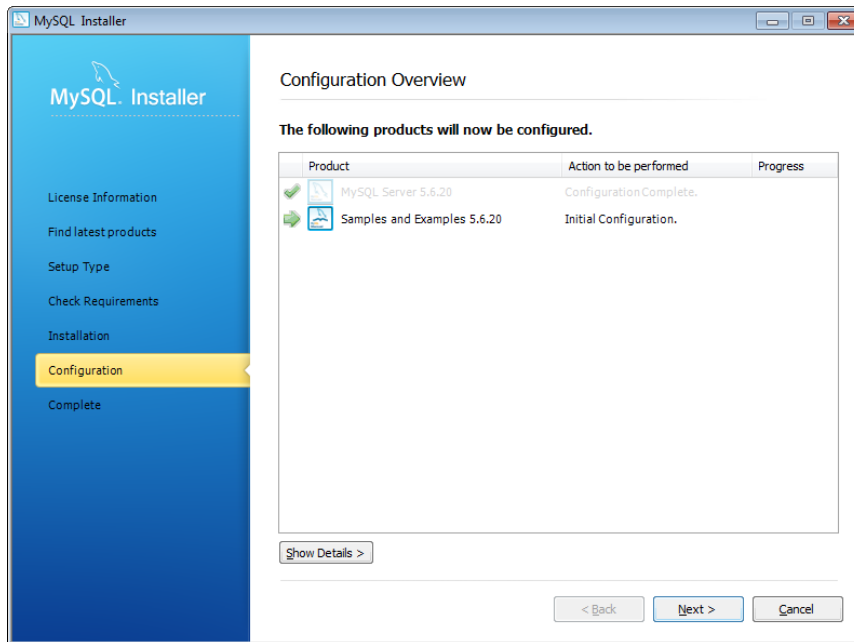 MySQL Installer
MySQL. Installer
License Information
Find latest products
Setup Type
Check Requirements
Installation
Configuration
Complete
Configuration Overview
The following products will now be configured.
Product Action to be performed Progress
MySQL Server 5.6.20 Configuration Complete.
Samples and Examples 5.6.20 Initial Configuration.
Show Details >
< Back Next > Cancel